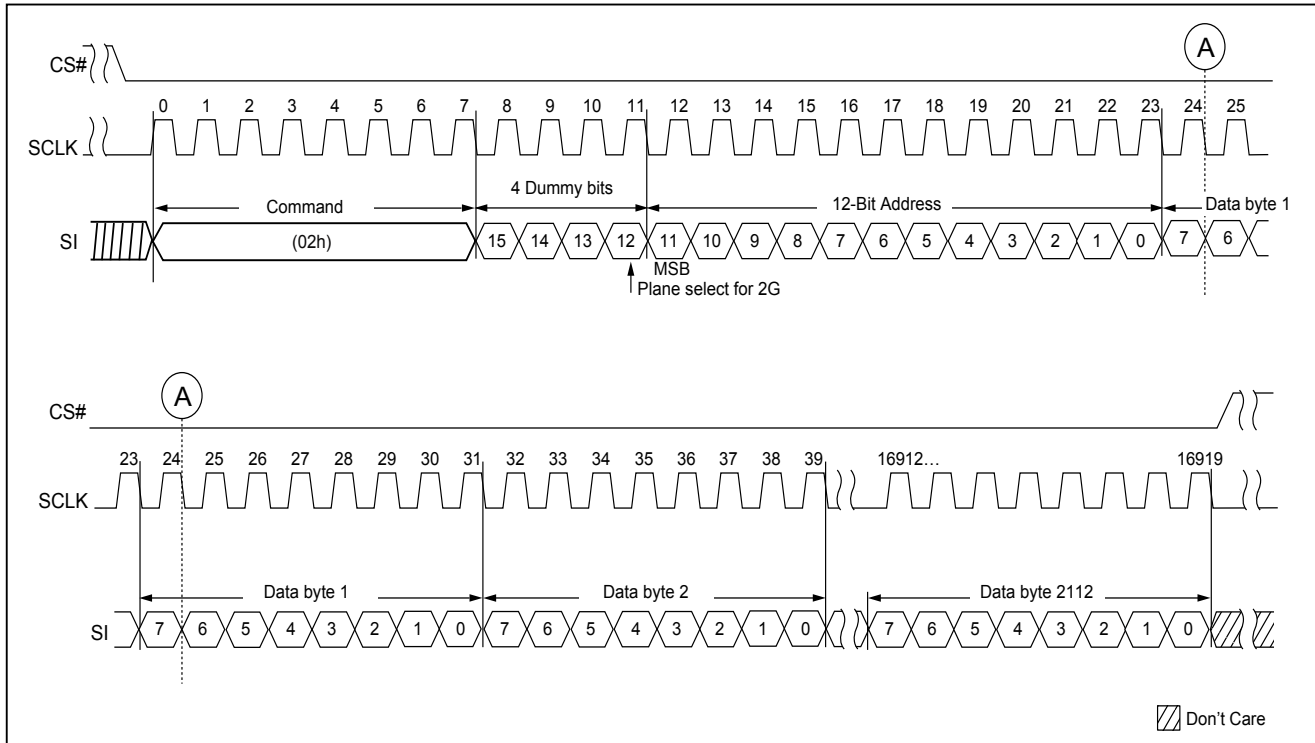 A
CS#
0 1 2 3 4 5 6 7 8 9 10 11 12 13 14 15 16 17 18 19 20 21 22 23 24 25
SCLK
4 Dummy bits
Command 12-Bit Address Data byte 1
SI (02h) 15 14 13 12 11 10 9 8 7 6 5 4 3 2 1 0 7 6
MSB
Plane select for 2G
A
CS#
23 24 25 26 27 28 29 30 31 32 33 34 35 36 37 38 39 16912... 16919
SCLK
Data byte 1 Data byte 2 Data byte 2112
SI 7 6 5 4 3 2 1 0 7 6 5 4 3 2 1 0 7 6 5 4 3 2 1 0
Don't Care